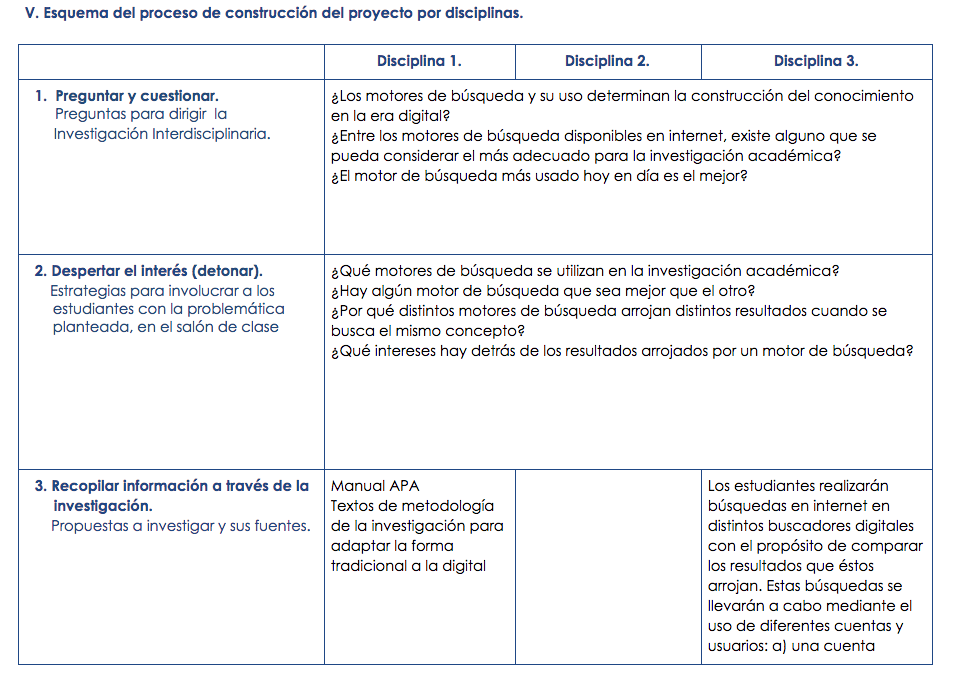 V. Esquema del proceso de construcción del proyecto por disciplinas.
Disciplina 1.
Disciplina 2.
Disciplina 3.
1. Preguntar y cuestionar.
Preguntas para dirigir la
Investigación Interdisciplinaria.
¿Los motores de búsqueda y su uso determinan la construcción del conocimiento
en la era digital?
¿Entre los motores de búsqueda disponibles en internet, existe alguno que se
pueda considerar el más adecuado para la investigación académica?
¿El motor de búsqueda más usado hoy en día es el mejor?
2. Despertar el interés (detonar).
Estrategias para involucrar a los
estudiantes con la problemática
planteada, en el salón de clase
¿Qué motores de búsqueda se utilizan en la investigación académica?
¿Hay algún motor de búsqueda que sea mejor que el otro?
¿Por qué distintos motores de búsqueda arrojan distintos resultados cuando se
busca el mismo concepto?
¿Qué intereses hay detrás de los resultados arrojados por un motor de búsqueda?
3. Recopilar información a través de la
investigación.
Propuestas a investigar y sus fuentes.
Manual APA
Textos de metodología
de la investigación para
adaptar la forma
tradicional a la digital
Los estudiantes realizarán
búsquedas en internet en
distintos buscadores digitales
con el propósito de comparar
los resultados que éstos
arrojan. Estas búsquedas se
llevarán a cabo mediante el
uso de diferentes cuentas y
usuarios: a) una cuenta